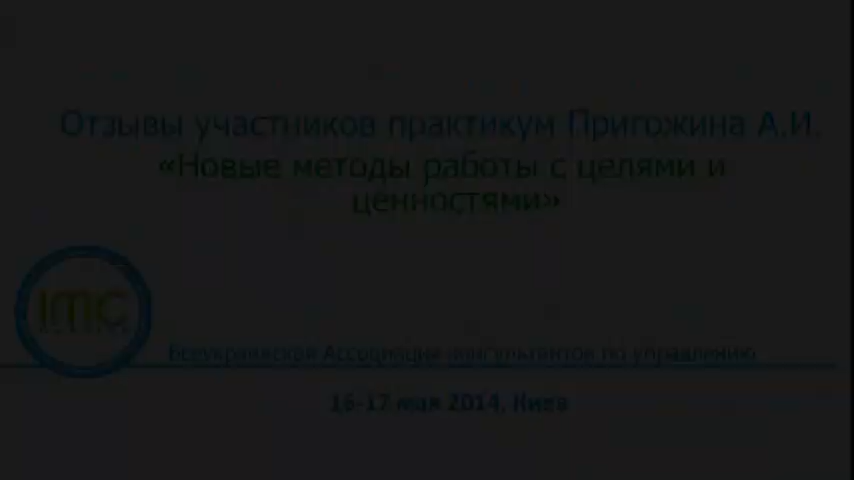 Отзывы участников практикум Пригожина А.И.
«Новые методы работы с целями и
ценностями»
IMC
Всеукраинская Ассоциация консультантов по управлению
16-17 мая 2014, Киев